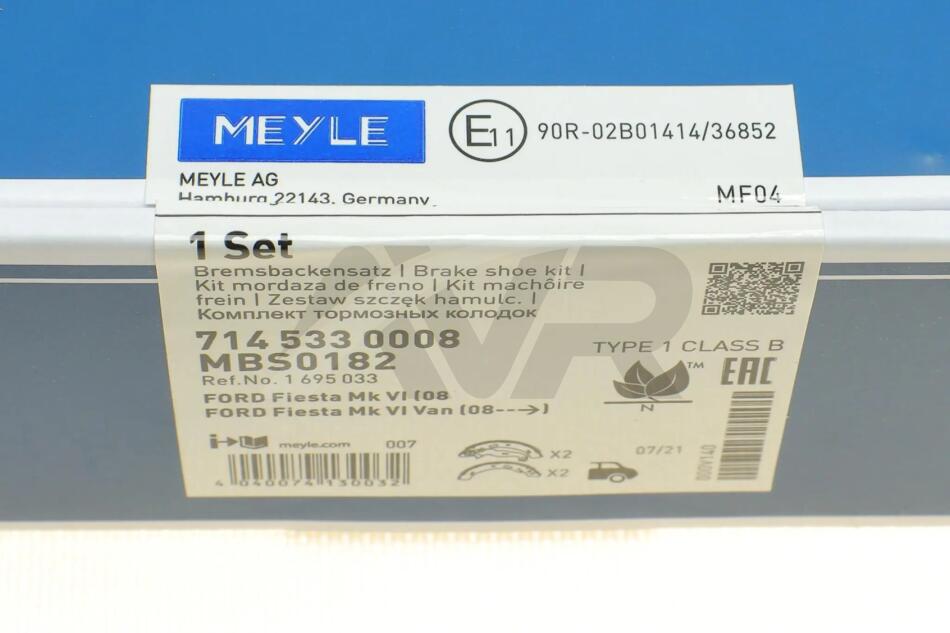 MEYLE
E11
90R-02B01414/36852
MEYLE AG
Hamburg 22143, Germany
MF04
1 Set
Bremsbackensatz | Brake shoe kit |
Kit mordaza de freno | Kit machôire
frein | Zestaw szczęk hamulc. |
Комплект тормозных колодок
714 533 0008
MBS0182
Ref.No. 1 695 033
TYPE 1 CLASS B
FORD Fiesta Mk VI (08
FORD Fiesta Mk VI Van (08--->)
TM
N
EAC
i meyle.com
007
X2
X2
07/21
4 040074 130032
000V140
VR